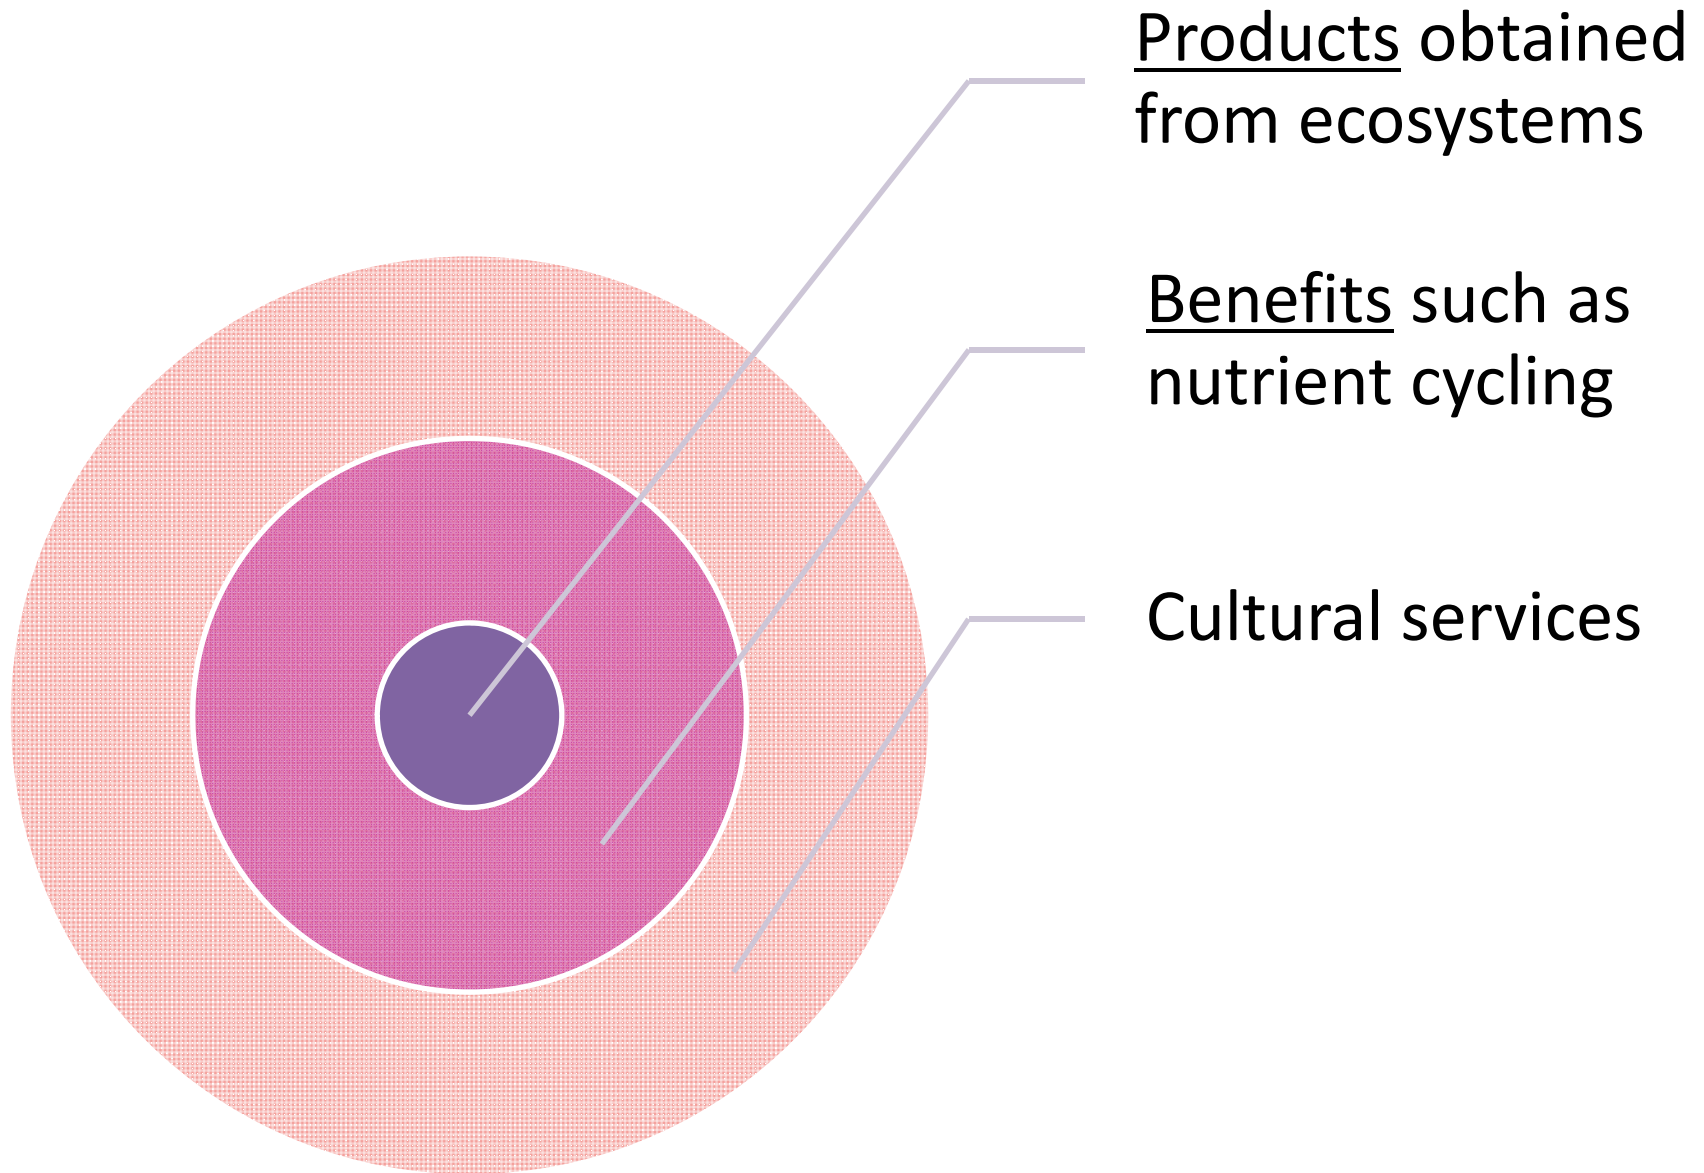 Products obtained
from ecosystems
Benefits such as
nutrient cycling
Cultural services